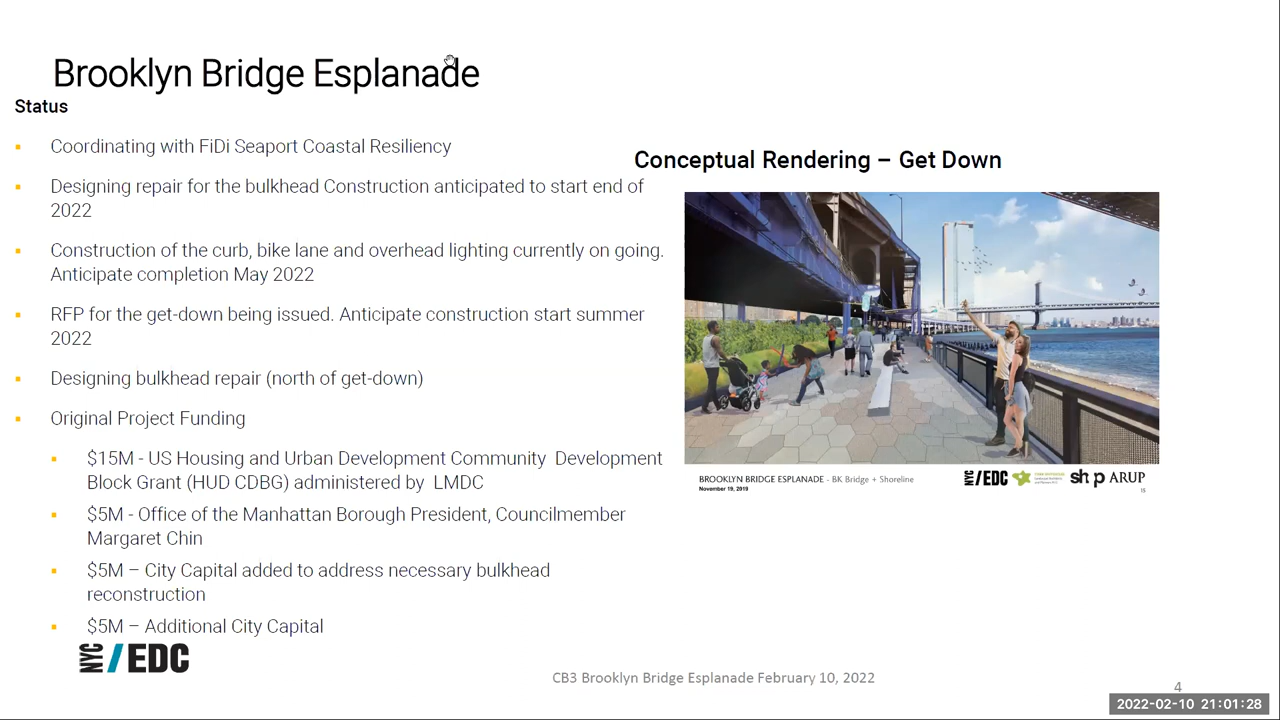 Brooklyn Bridge Esplanade
Status
Coordinating with FiDi Seaport Coastal Resiliency
Designing repair for the bulkhead Construction anticipated to start end of
2022
Construction of the curb, bike lane and overhead lighting currently on going.
Anticipate completion May 2022
RFP for the get-down being issued. Anticipate construction start summer
2022
Designing bulkhead repair (north of get-down)
Original Project Funding
$15M - US Housing and Urban Development Community Development
Block Grant (HUD CDBG) administered by LMDC
$5M - Office of the Manhattan Borough President, Councilmember
Margaret Chin
$5M – City Capital added to address necessary bulkhead
reconstruction
$5M – Additional City Capital
NYC/EDC
Conceptual Rendering – Get Down
BROOKLYN BRIDGE ESPLANADE - BK Bridge + Shoreline
November 19, 2019
NYC/EDC
ARUP
15
CB3 Brooklyn Bridge Esplanade February 10, 2022
4
2022-02-10 21:01:28